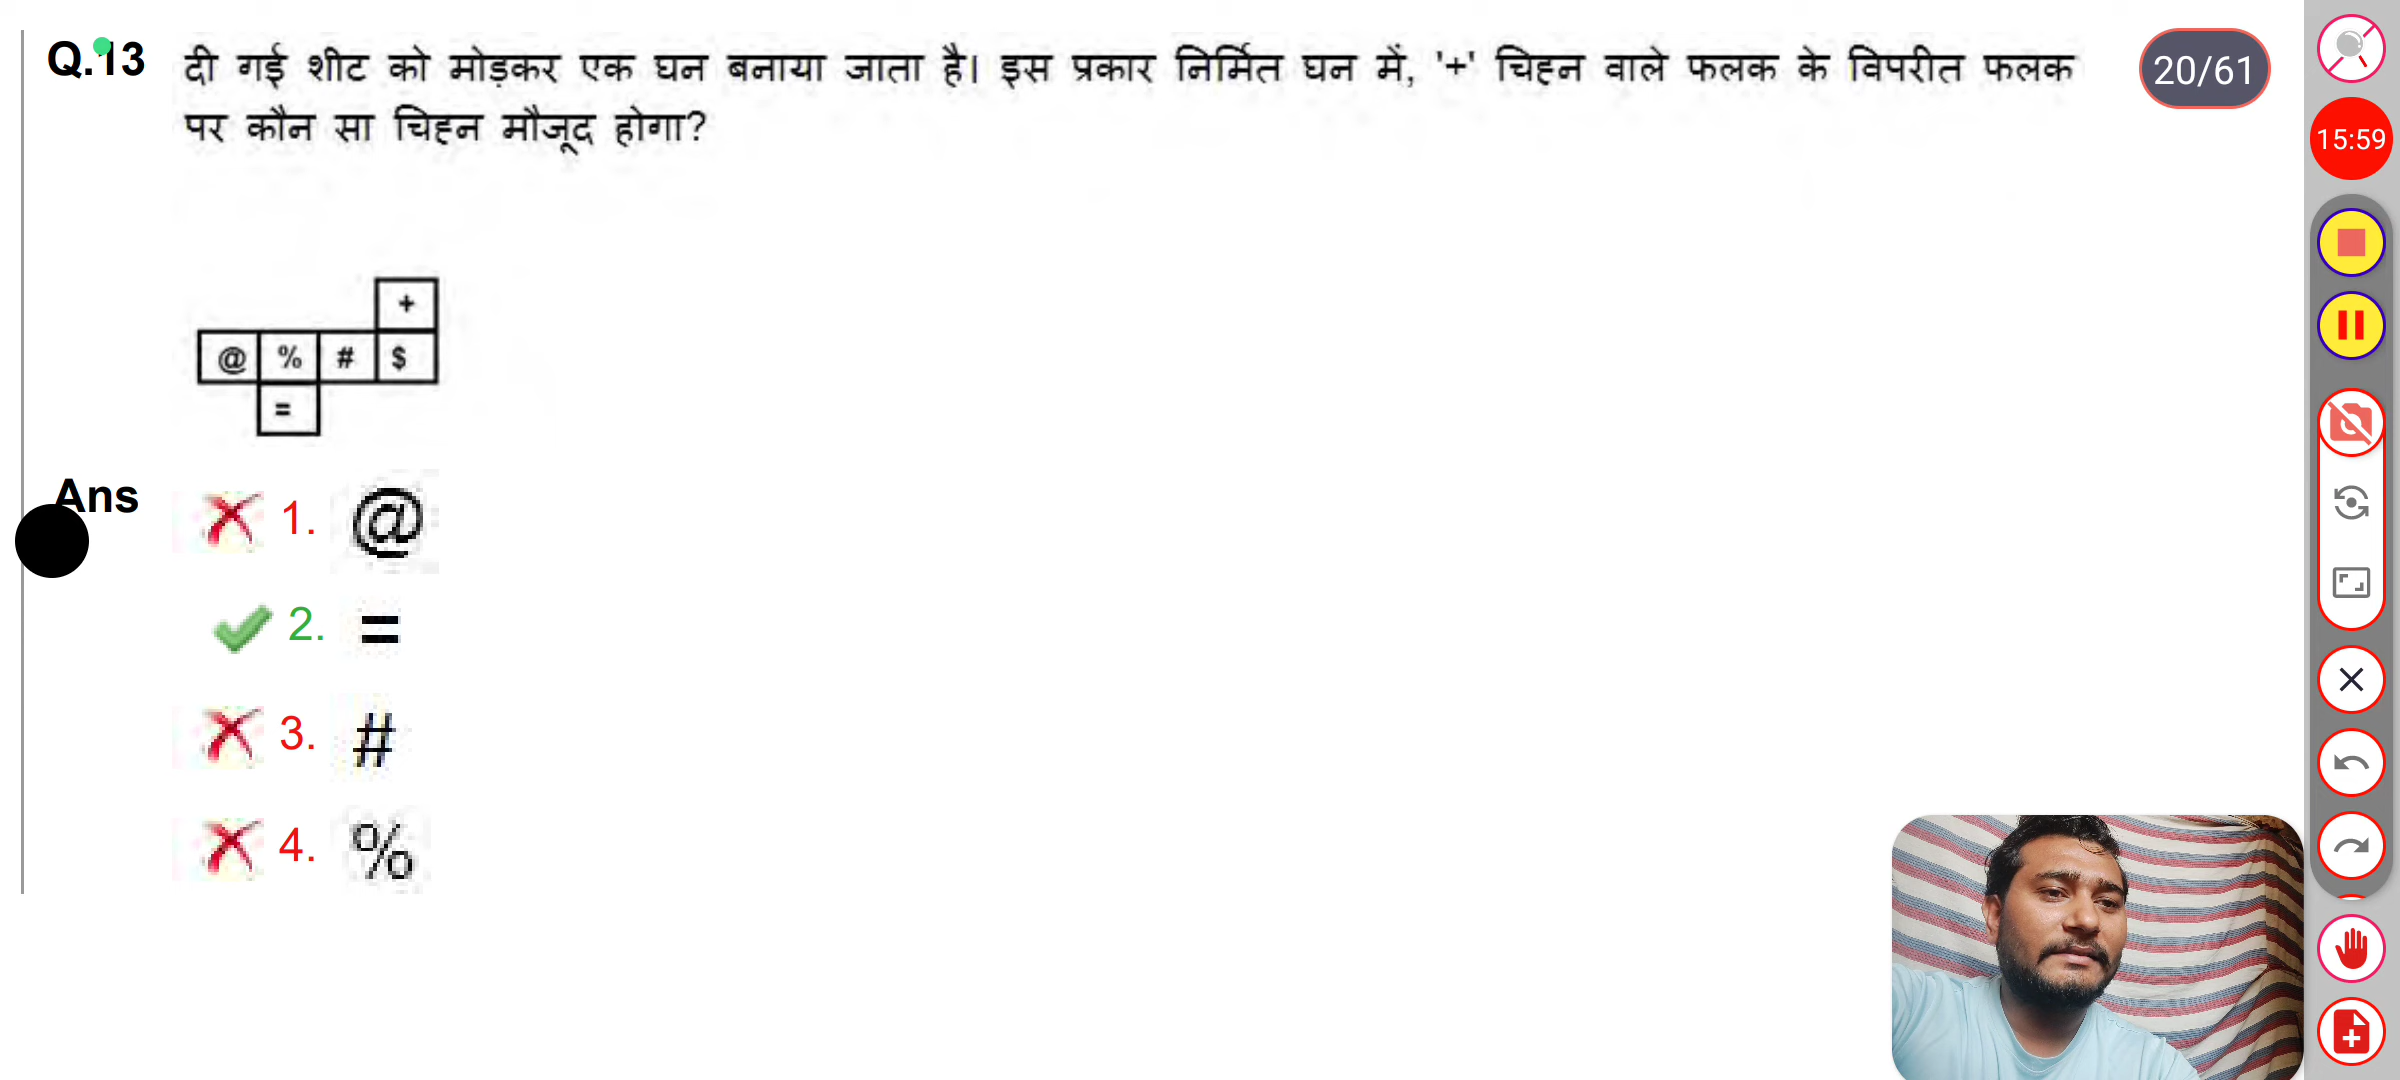 Q.13 दी गई शीट को मोड़कर एक घन बनाया जाता है। इस प्रकार निर्मित घन में, '+' चिह्न वाले फलक के विपरीत फलक
पर कौन सा चिह्न मौजूद होगा?
20/61
15:59
+
@ % # $
=
Ans
1. @
2. =
3. #
4. %